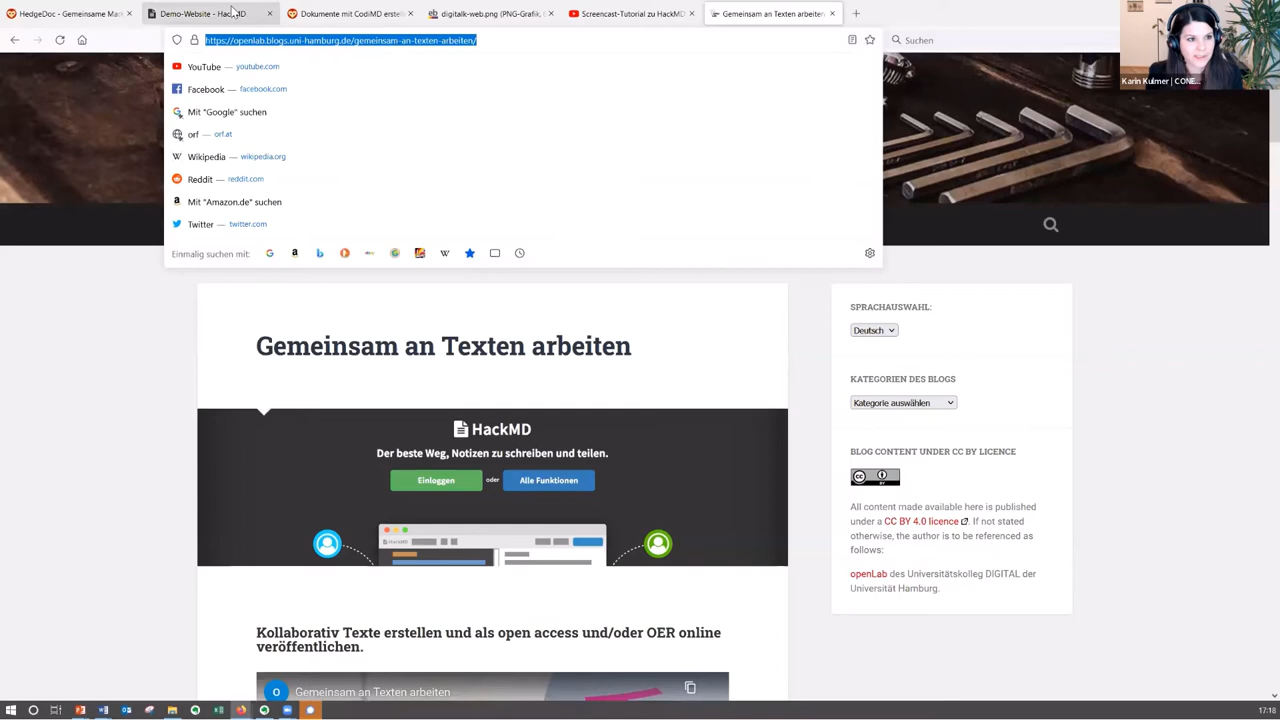 HedgeDoc - Gemeinsame Mark
Demo-Website - HackMD
Dokumente mit CodiMD erstelle
digitalk-web.png (PNG-Grafik,
Screencast-Tutorial zu HackMD
Gemeinsam an Texten arbeiten
https://openlab.blogs.uni-hamburg.de/gemeinsam-an-texten-arbeiten/
Suchen
Karin Kulmer | CONE...
YouTube — youtube.com
Facebook — facebook.com
Mit "Google" suchen
orf — orf.at
Wikipedia — wikipedia.org
Reddit — reddit.com
Mit "Amazon.de" suchen
Twitter — twitter.com
Einmalig suchen mit:
Gemeinsam an Texten arbeiten
HackMD
Der beste Weg, Notizen zu schreiben und teilen.
Einloggen oder Alle Funktionen
HackMD
Kollaborativ Texte erstellen und als open access und/oder OER online
veröffentlichen.
Gemeinsam an Texten arbeiten
SPRACHAUSWAHL:
Deutsch
KATEGORIEN DES BLOGS
Kategorie auswählen
BLOG CONTENT UNDER CC BY LICENCE
BY
All content made available here is published
under a CC BY 4.0 licence. If not stated
otherwise, the author is to be referenced as
follows:
openLab des Universitätskolleg DIGITAL der
Universität Hamburg.
17:18